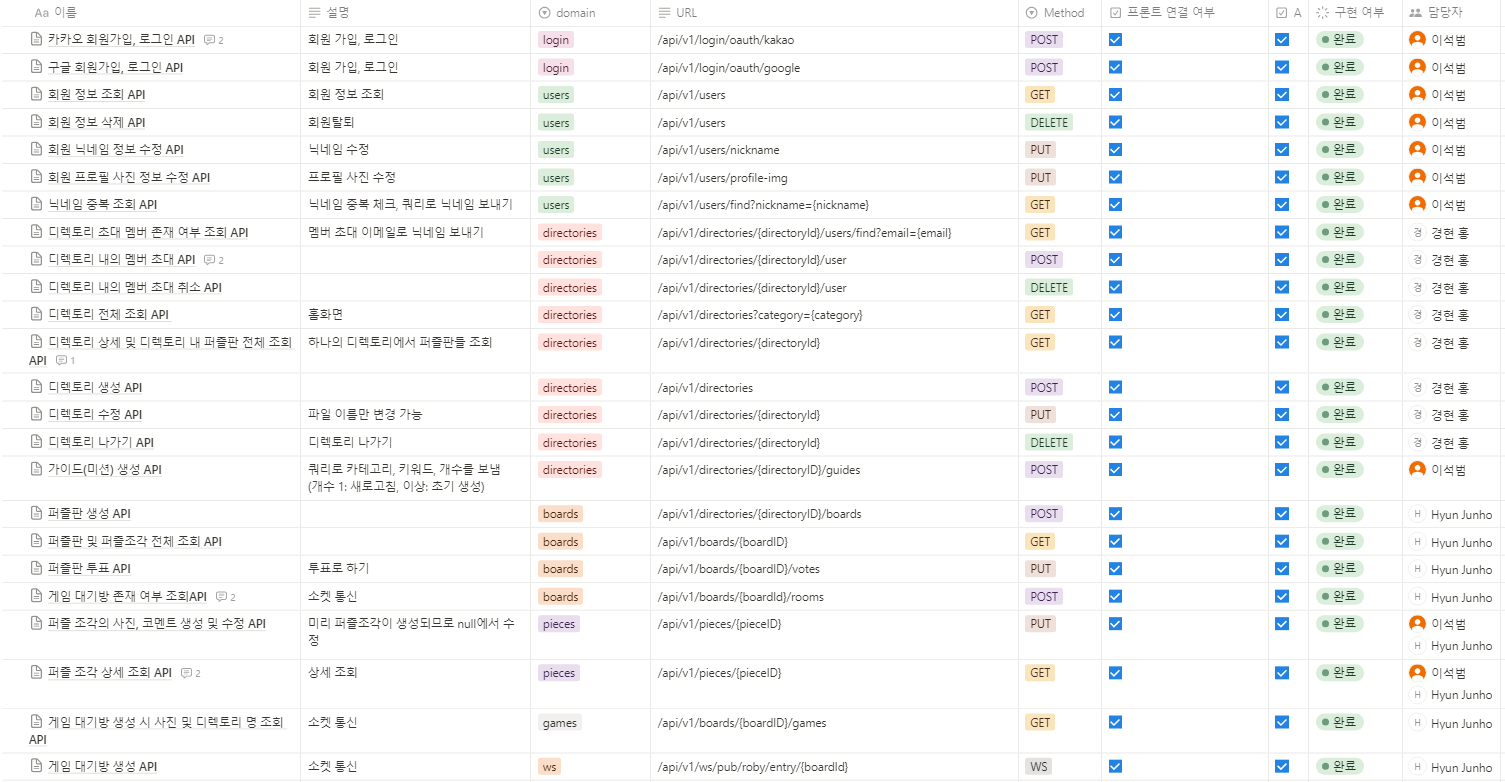 Aa 이름 설명 domain URL Method 프론트 연결 여부 A 구현 여부 담당자
카카오 회원가입, 로그인 API 2 회원 가입, 로그인 login /api/v1/login/oauth/kakao POST 완료 이석범
구글 회원가입, 로그인 API 회원 가입, 로그인 login /api/v1/login/oauth/google POST 완료 이석범
회원 정보 조회 API 회원 정보 조회 users /api/v1/users GET 완료 이석범
회원 정보 삭제 API 회원탈퇴 users /api/v1/users DELETE 완료 이석범
회원 닉네임 정보 수정 API 닉네임 수정 users /api/v1/users/nickname PUT 완료 이석범
회원 프로필 사진 정보 수정 API 프로필 사진 수정 users /api/v1/users/profile-img PUT 완료 이석범
닉네임 중복 조회 API 닉네임 중복 체크, 쿼리로 닉네임 보내기 users /api/v1/users/find?nickname={nickname} GET 완료 이석범
디렉토리 초대 멤버 존재 여부 조회 API 멤버 초대 이메일로 닉네임 보내기 directories /api/v1/directories/{directoryId}/users/find?email={email} GET 완료 경 경현 홍
디렉토리 내의 멤버 초대 API 2 directories /api/v1/directories/{directoryId}/user POST 완료 경 경현 홍
디렉토리 내의 멤버 초대 취소 API directories /api/v1/directories/{directoryId}/user DELETE 완료 경 경현 홍
디렉토리 전체 조회 API 홈화면 directories /api/v1/directories?category={category} GET 완료 경 경현 홍
디렉토리 상세 및 디렉토리 내 퍼즐판 전체 조회 하나의 디렉토리에서 퍼즐판들 조회 directories /api/v1/directories/{directoryId} GET 완료 경 경현 홍
API 1
디렉토리 생성 API directories /api/v1/directories POST 완료 경 경현 홍
디렉토리 수정 API 파일 이름만 변경 가능 directories /api/v1/directories/{directoryId} PUT 완료 경 경현 홍
디렉토리 나가기 API 디렉토리 나가기 directories /api/v1/directories/{directoryId} DELETE 완료 경 경현 홍
가이드(미션) 생성 API 쿼리로 카테고리, 키워드, 개수를 보냄 directories /api/v1/directories/{directoryID}/guides POST 완료 이석범
(개수 1: 새로고침, 이상: 초기 생성)
퍼즐판 생성 API boards /api/v1/directories/{directoryID}/boards POST 완료 H Hyun Junho
퍼즐판 및 퍼즐조각 전체 조회 API boards /api/v1/boards/{boardID} GET 완료 H Hyun Junho
퍼즐판 투표 API 투표로 하기 boards /api/v1/boards/{boardID}/votes PUT 완료 H Hyun Junho
게임 대기방 존재 여부 조회API 2 소켓 통신 boards /api/v1/boards/{boardId}/rooms POST 완료 H Hyun Junho
퍼즐 조각의 사진, 코멘트 생성 및 수정 API 미리 퍼즐조각이 생성되므로 null에서 수 pieces /api/v1/pieces/{pieceID} PUT 완료 이석범
정 H Hyun Junho
퍼즐 조각 상세 조회 API 2 상세 조회 pieces /api/v1/pieces/{pieceID} GET 완료 이석범
H Hyun Junho
게임 대기방 생성 시 사진 및 디렉토리 명 조회 소켓 통신 games /api/v1/boards/{boardID}/games GET 완료 H Hyun Junho
API
게임 대기방 생성 API 소켓 통신 ws /api/v1/ws/pub/roby/entry/{boardId} WS 완료 H Hyun Junho